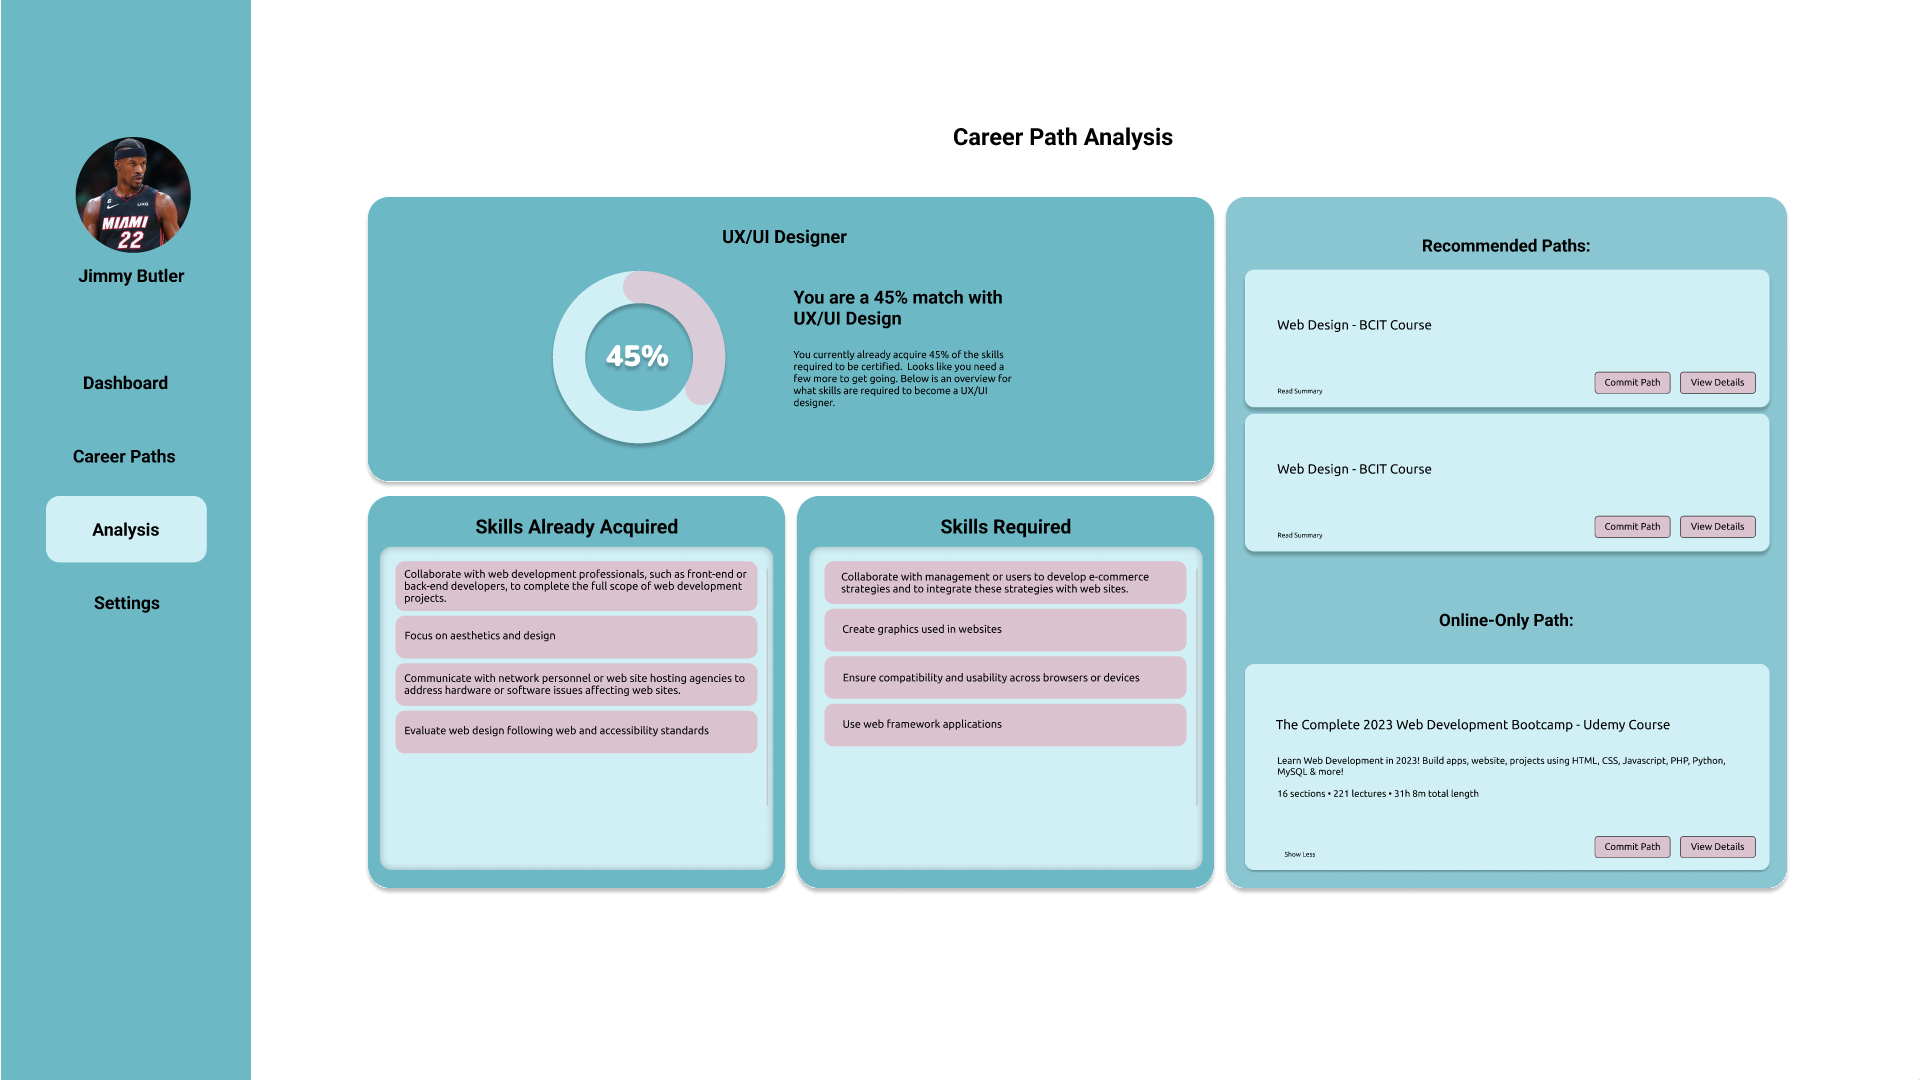 MIAMI
22
Jimmy Butler
Dashboard
Career Paths
Analysis
Settings
Career Path Analysis
UX/UI Designer
45%
You are a 45% match with
UX/UI Design
You currently already acquire 45% of the skills
required to be certified.  Looks like you need a
few more to get going. Below is an overview for
what skills are required to become a UX/UI
designer.
Skills Already Acquired
Collaborate with web development professionals, such as front-end or
back-end developers, to complete the full scope of web development
projects.
Focus on aesthetics and design
Communicate with network personnel or web site hosting agencies to
address hardware or software issues affecting web sites.
Evaluate web design following web and accessibility standards
Skills Required
Collaborate with management or users to develop e-commerce
strategies and to integrate these strategies with web sites.
Create graphics used in websites
Ensure compatibility and usability across browsers or devices
Use web framework applications
Recommended Paths:
Web Design - BCIT Course
Read Summary
Commit Path
View Details
Web Design - BCIT Course
Read Summary
Commit Path
View Details
Online-Only Path:
The Complete 2023 Web Development Bootcamp - Udemy Course
Learn Web Development in 2023! Build apps, website, projects using HTML, CSS, Javascript, PHP, Python,
MySQL & more!
16 sections • 221 lectures • 31h 8m total length
Show Less
Commit Path
View Details